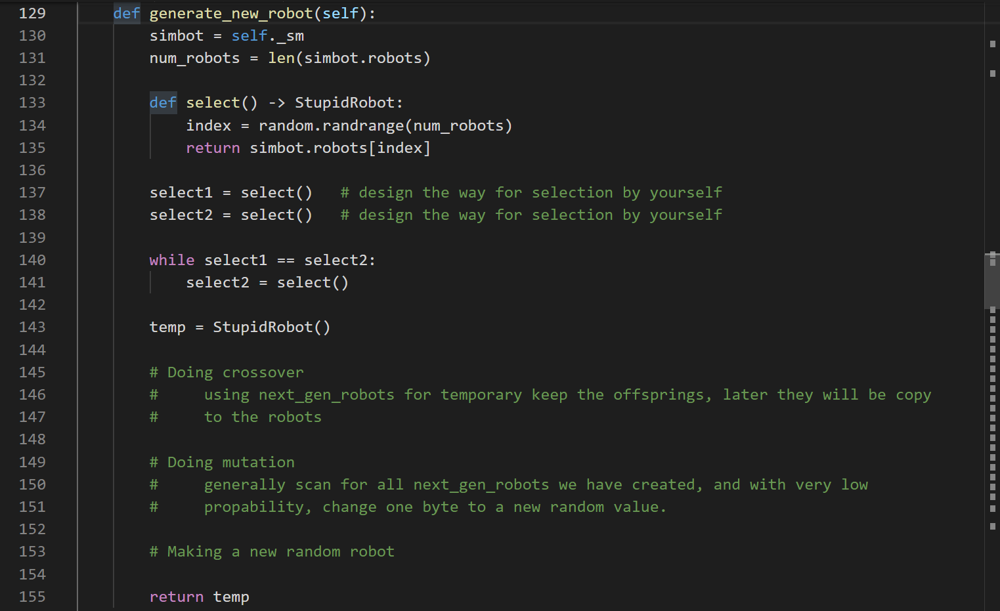 129 def generate_new_robot(self):
130 simbot = self._sm
131 num_robots = len(simbot.robots)
132
133 def select() -> StupidRobot:
134 index = random.randrange(num_robots)
135 return simbot.robots[index]
136
137 select1 = select()   # design the way for selection by yourself
138 select2 = select()   # design the way for selection by yourself
139
140 while select1 == select2:
141 select2 = select()
142
143 temp = StupidRobot()
144
145 # Doing crossover
146 #     using next_gen_robots for temporary keep the offsprings, later they will be copy
147 #     to the robots
148
149 # Doing mutation
150 #     generally scan for all next_gen_robots we have created, and with very low
151 #     propability, change one byte to a new random value.
152
153 # Making a new random robot
154
155 return temp